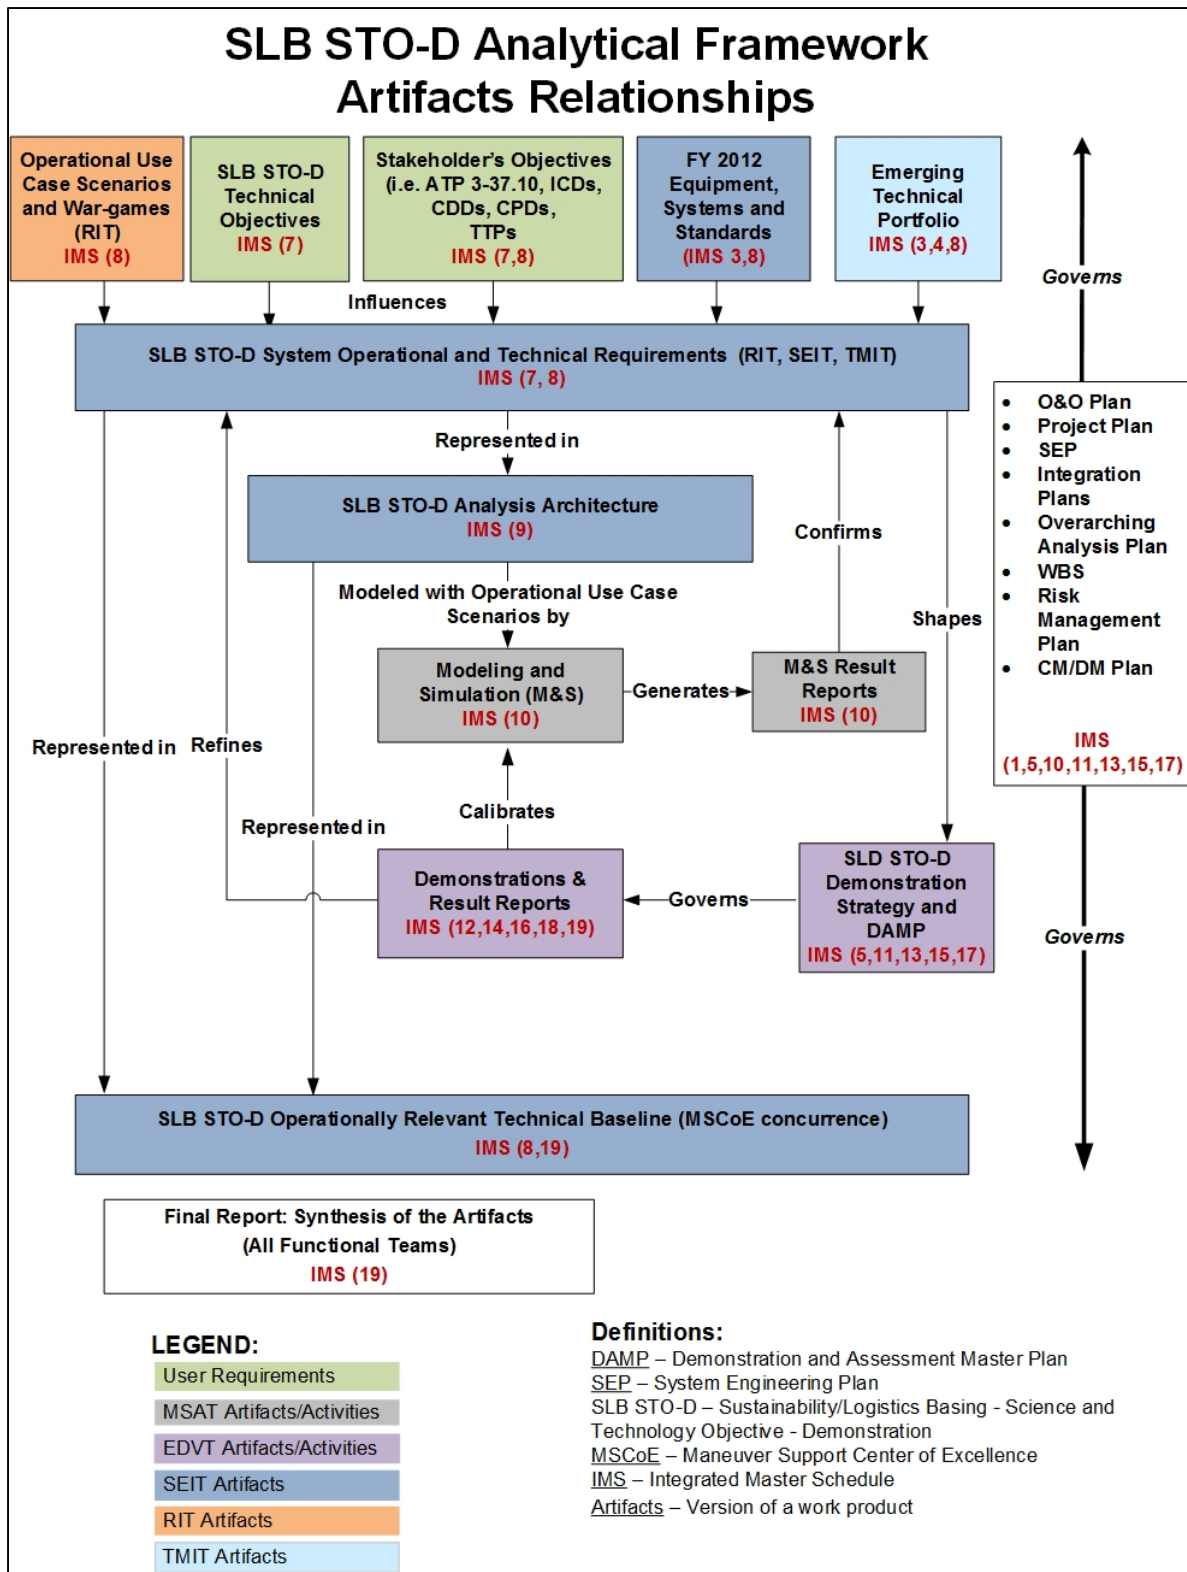 SLB STO-D Analytical Framework
Artifacts Relationships
Operational Use
Case Scenarios
and War-games
(RIT)
IMS (8)
SLB STO-D
Technical
Objectives
IMS (7)
Stakeholder's Objectives
(i.e. ATP 3-37.10, ICDs,
CDDs, CPDs,
TTPs
IMS (7,8)
FY 2012
Equipment,
Systems and
Standards
(IMS 3,8)
Emerging
Technical
Portfolio
IMS (3,4,8)
Influences
Governs
SLB STO-D System Operational and Technical Requirements (RIT, SEIT, TMIT)
IMS (7, 8)
• O&O Plan
• Project Plan
• SEP
• Integration
Plans
• Overarching
Analysis Plan
• WBS
• Risk
Management
Plan
• CM/DM Plan
IMS
(1,5,10,11,13,15,17)
Represented in
SLB STO-D Analysis Architecture
IMS (9)
Confirms
Modeled with Operational Use Case
Scenarios by
Shapes
Modeling and
Simulation (M&S)
IMS (10)
Generates
M&S Result
Reports
IMS (10)
Represented in
Refines
Calibrates
Represented in
Demonstrations &
Result Reports
IMS (12,14,16,18,19)
Governs
SLD STO-D
Demonstration
Strategy and
DAMP
IMS (5,11,13,15,17)
Governs
SLB STO-D Operationally Relevant Technical Baseline (MSCoE concurrence)
IMS (8,19)
Final Report: Synthesis of the Artifacts
(All Functional Teams)
IMS (19)
LEGEND:
User Requirements
MSAT Artifacts/Activities
EDVT Artifacts/Activities
SEIT Artifacts
RIT Artifacts
TMIT Artifacts
Definitions:
DAMP – Demonstration and Assessment Master Plan
SEP – System Engineering Plan
SLB STO-D – Sustainability/Logistics Basing - Science and
Technology Objective - Demonstration
MSCoE – Maneuver Support Center of Excellence
IMS – Integrated Master Schedule
Artifacts – Version of a work product